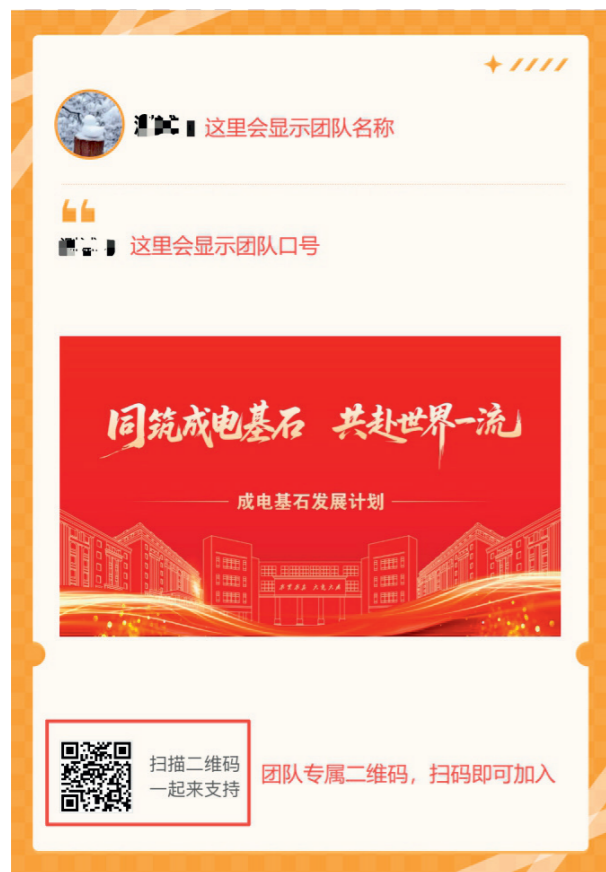 这里会显示团队名称
这里会显示团队口号
同筑成电基石 共赴世界一流
成电基石发展计划
扫描二维码
一起来支持
团队专属二维码，扫码即可加入